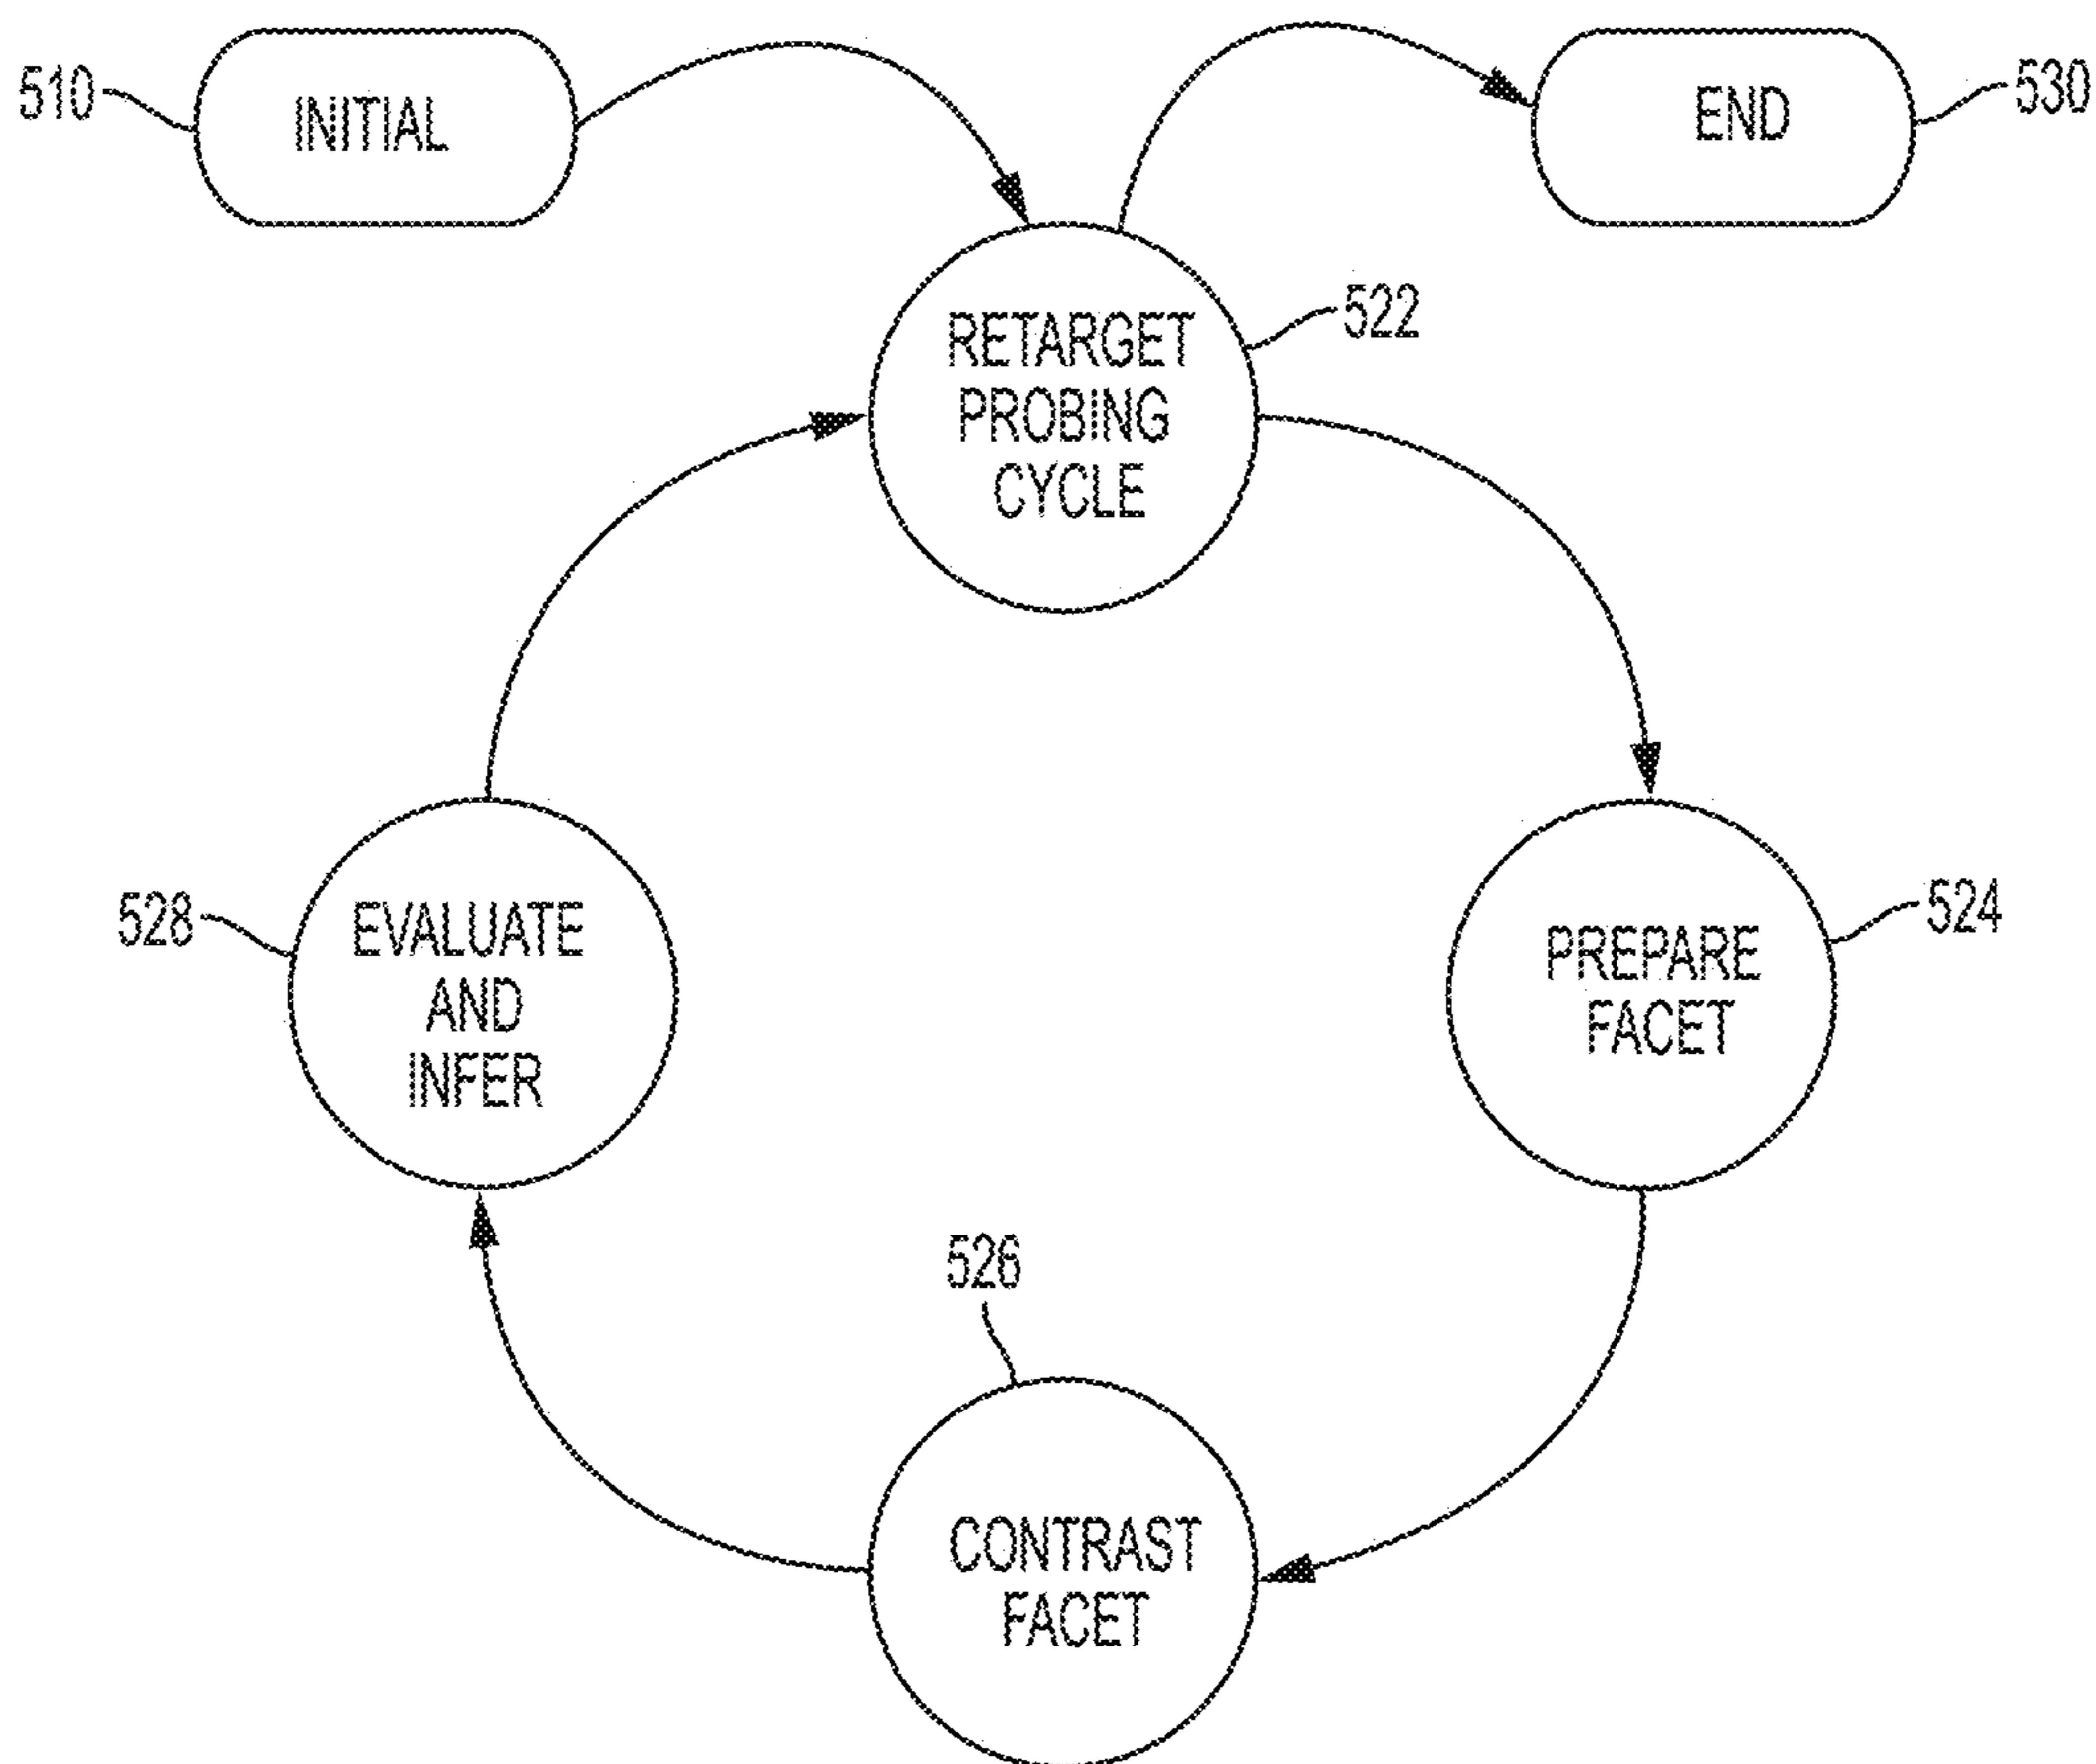 510
INITIAL
END
530
522
RETARGET
PROBING
CYCLE
528
EVALUATE
AND
INFER
524
PREPARE
FACET
526
CONTRAST
FACET